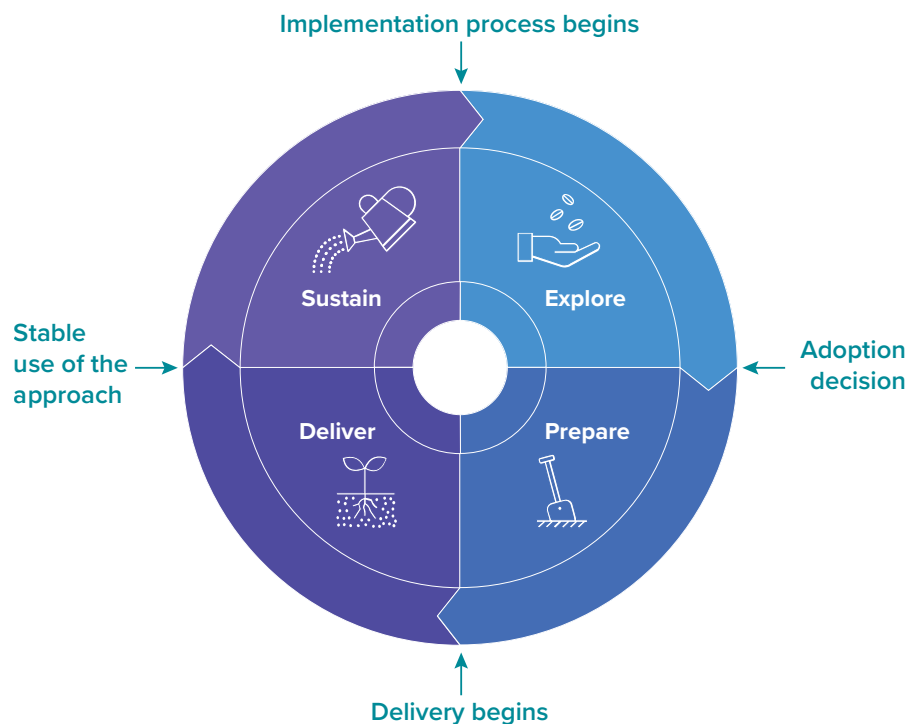 Implementation process begins
Sustain
Explore
Stable
use of the
approach
Adoption
decision
Deliver
Prepare
Delivery begins